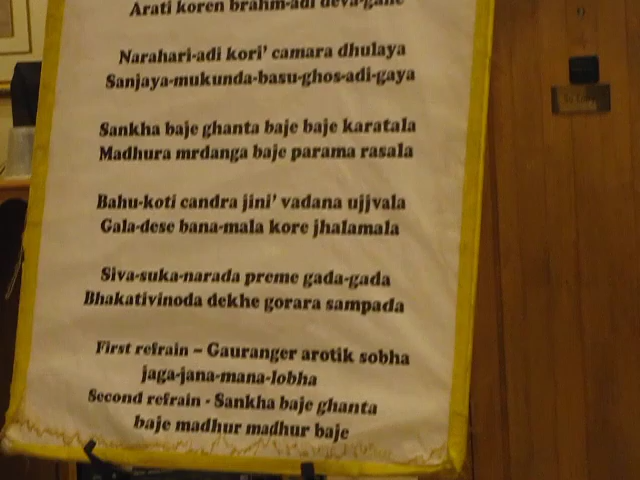 Arati koren brahm-adi deva-gane
Narahari-adi kori' camara dhulaya
Sanjaya-mukunda-basu-ghos-adi-gaya
Sankha baje ghanta baje baje karatala
Madhura mrdanga baje parama rasala
Bahu-koti candra jini' vadana ujjvala
Gala-dese bana-mala kore jhalamala
Siva-suka-narada preme gada-gada
Bhakativinoda dekhe gorara sampada
First refrain – Gauranger arotik sobha
jaga-jana-mana-lobha
Second refrain - Sankha baje ghanta
baje madhur madhur baje